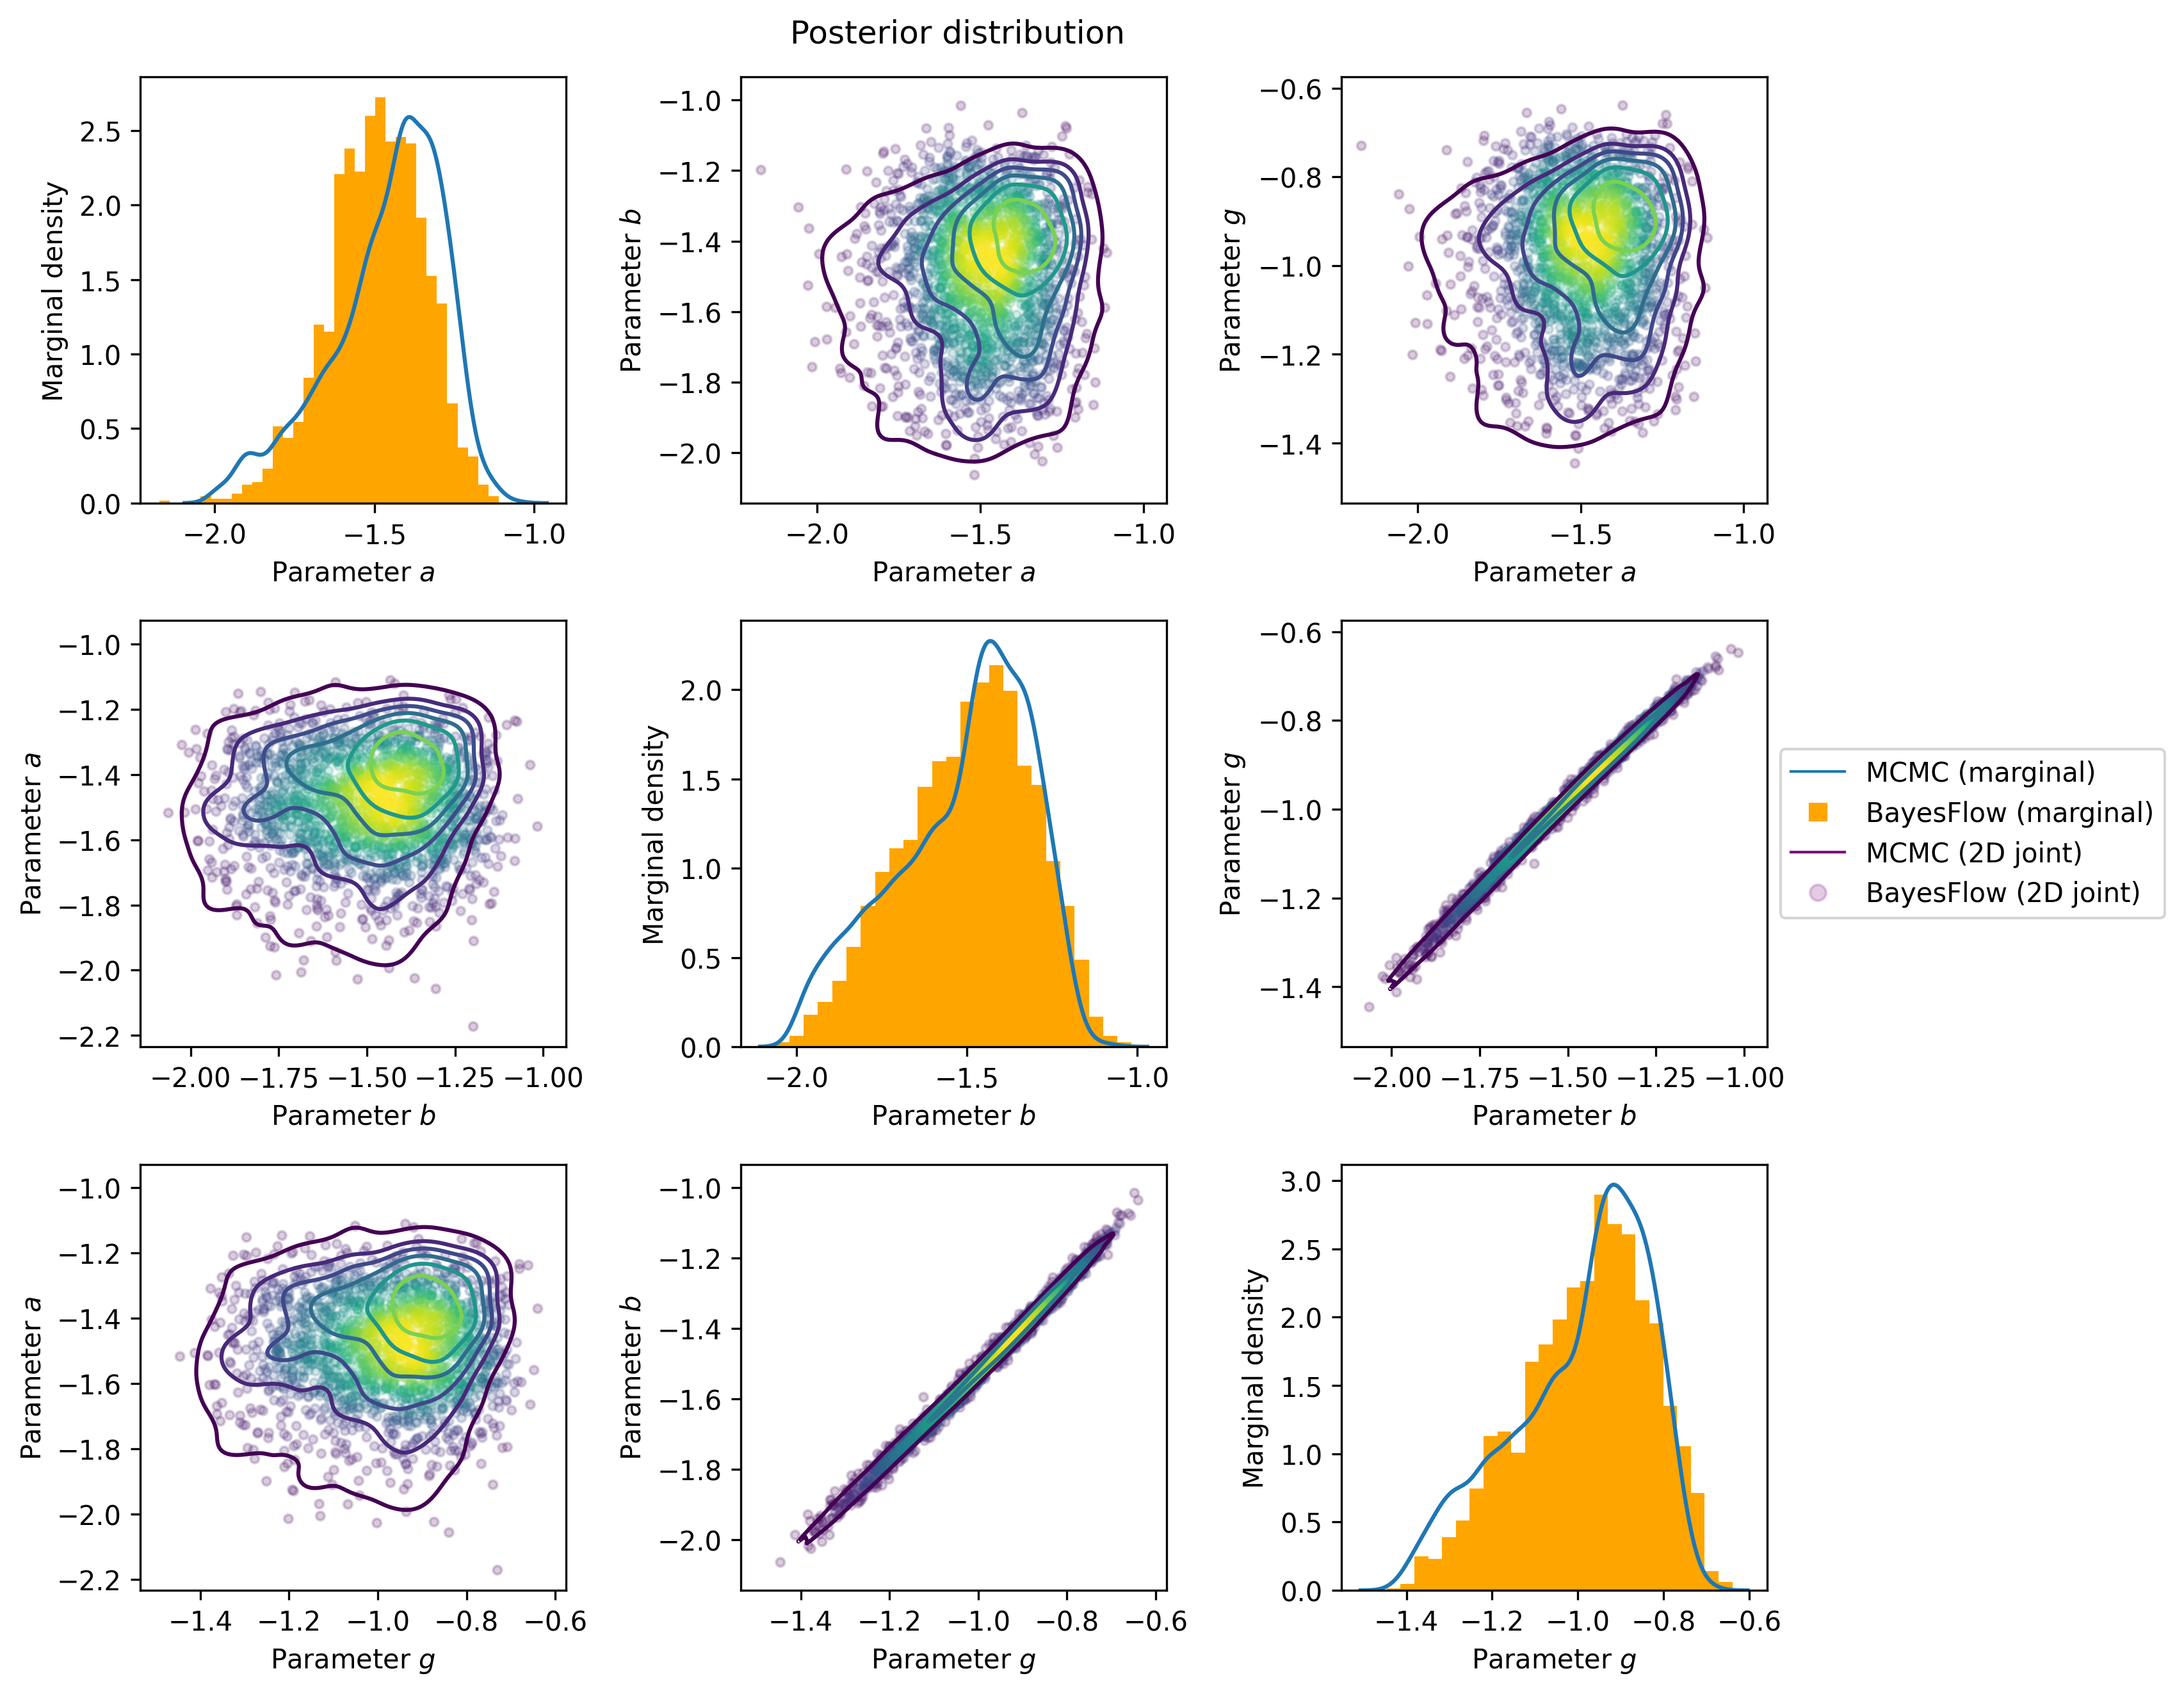 Posterior distribution
2.5
2.0
1.5
1.0
0.5
0.0
Marginal density
−2.0 −1.5 −1.0
Parameter a
−1.0
−1.2
−1.4
−1.6
−1.8
−2.0
Parameter b
−2.0 −1.5 −1.0
Parameter a
−0.6
−0.8
−1.0
−1.2
−1.4
Parameter g
−2.0 −1.5 −1.0
Parameter a
−1.0
−1.2
−1.4
−1.6
−1.8
−2.0
−2.2
Parameter a
−2.00 −1.75 −1.50 −1.25 −1.00
Parameter b
2.0
1.5
1.0
0.5
0.0
Marginal density
−2.0 −1.5 −1.0
Parameter b
−0.6
−0.8
−1.0
−1.2
−1.4
Parameter g
−2.00 −1.75 −1.50 −1.25 −1.00
Parameter b
MCMC (marginal)
BayesFlow (marginal)
MCMC (2D joint)
BayesFlow (2D joint)
−1.0
−1.2
−1.4
−1.6
−1.8
−2.0
−2.2
Parameter a
−1.4 −1.2 −1.0 −0.8 −0.6
Parameter g
−1.0
−1.2
−1.4
−1.6
−1.8
−2.0
Parameter b
−1.4 −1.2 −1.0 −0.8 −0.6
Parameter g
3.0
2.5
2.0
1.5
1.0
0.5
0.0
Marginal density
−1.4 −1.2 −1.0 −0.8 −0.6
Parameter g